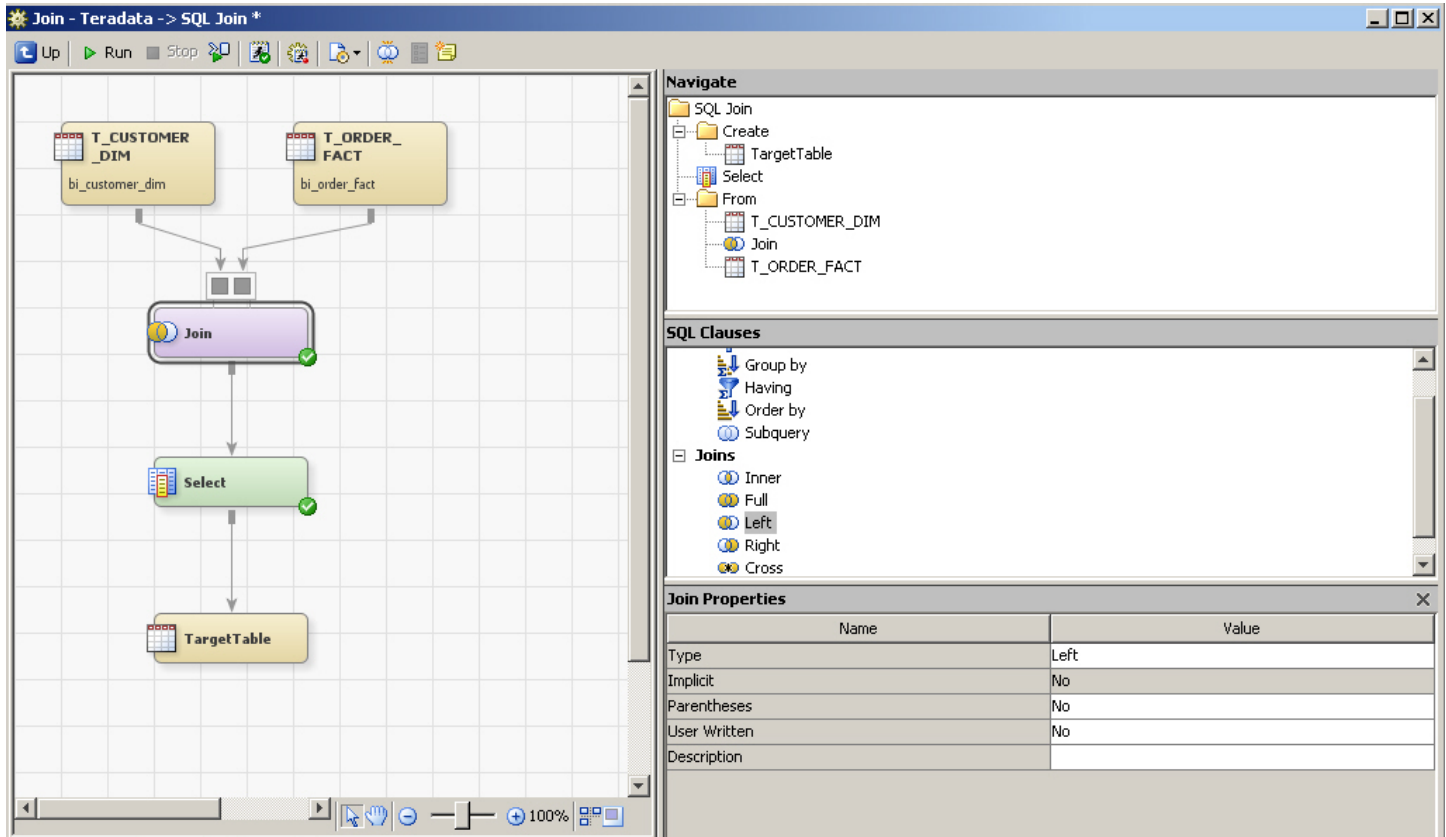 Join - Teradata -> SQL Join *
Up Run Stop
T_CUSTOMER
_DIM
bi_customer_dim
T_ORDER_
FACT
bi_order_fact
Join
Select
TargetTable
100%
Navigate
SQL Join
Create
TargetTable
Select
From
T_CUSTOMER_DIM
Join
T_ORDER_FACT
SQL Clauses
Group by
Having
Order by
Subquery
Joins
Inner
Full
Left
Right
Cross
Join Properties
Name Value
Type Left
Implicit No
Parentheses No
User Written No
Description